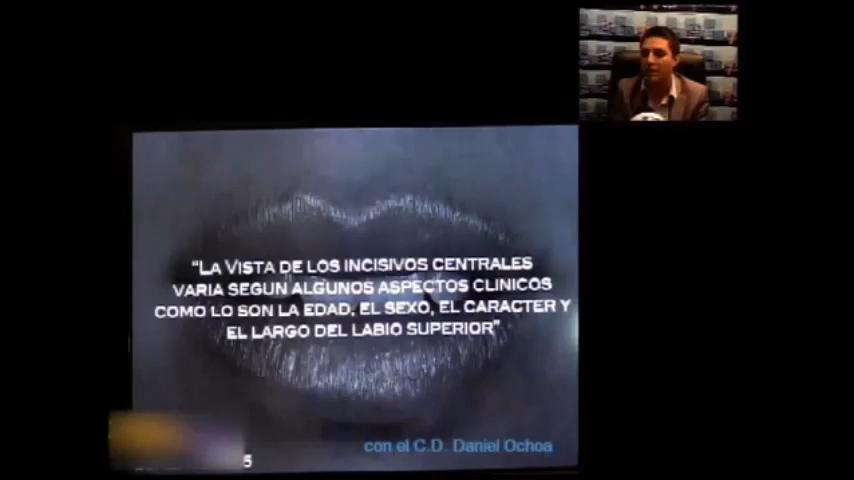 “LA VISTA DE LOS INCISIVOS CENTRALES
VARIA SEGUN ALGUNOS ASPECTOS CLINICOS
COMO LO SON LA EDAD, EL SEXO, EL CARACTER Y
EL LARGO DEL LABIO SUPERIOR”
con el C.D. Daniel Ochoa
5